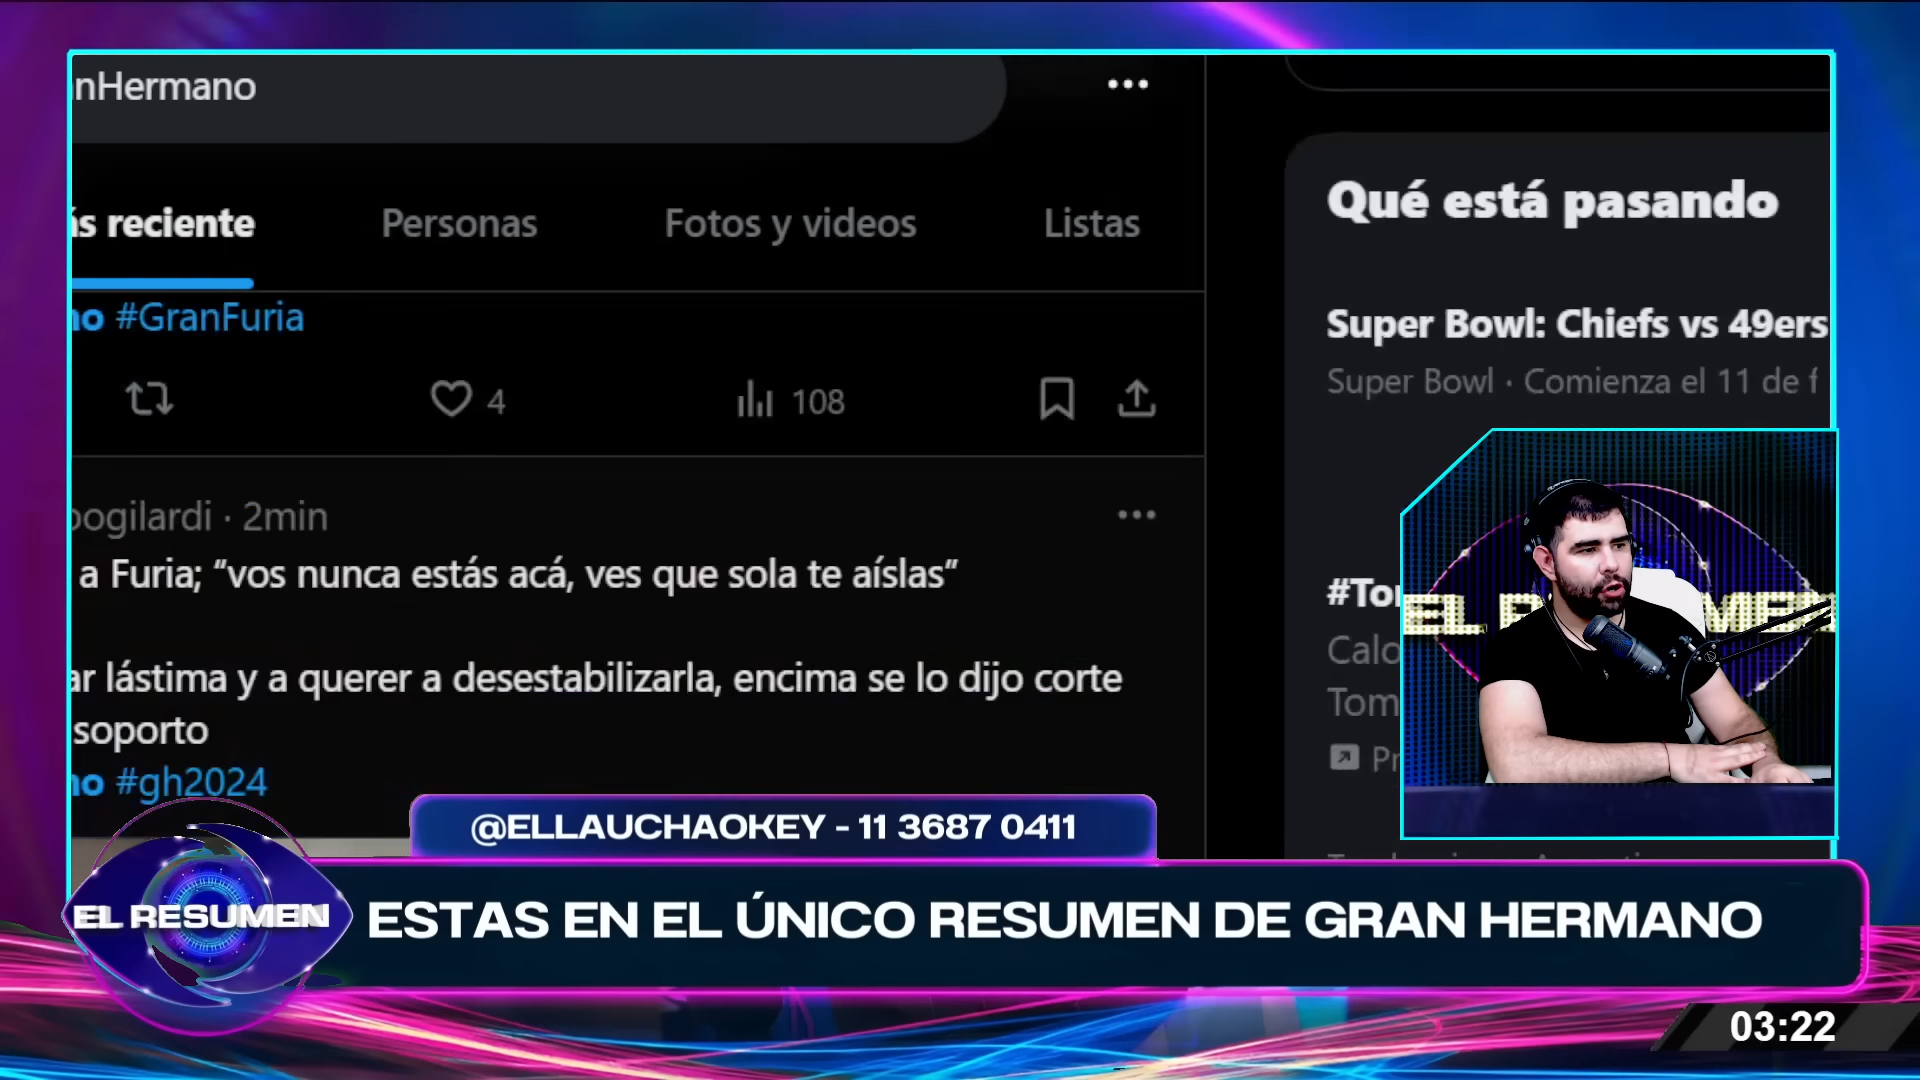 nHermano
ás reciente
Personas
Fotos y videos
Listas
no #GranFuria
4
108
oogilardi · 2min
a Furia; “vos nunca estás acá, ves que sola te aíslas”
ar lástima y a querer a desestabilizarla, encima se lo dijo corte
soporto
no #gh2024
Qué está pasando
Super Bowl: Chiefs vs 49ers
Super Bowl · Comienza el 11 de f
#Tor
Calo
Tom
Pr
@ELLAUCHAOKEY - 11 3687 0411
EL RESUMEN
ESTAS EN EL ÚNICO RESUMEN DE GRAN HERMANO
03:22